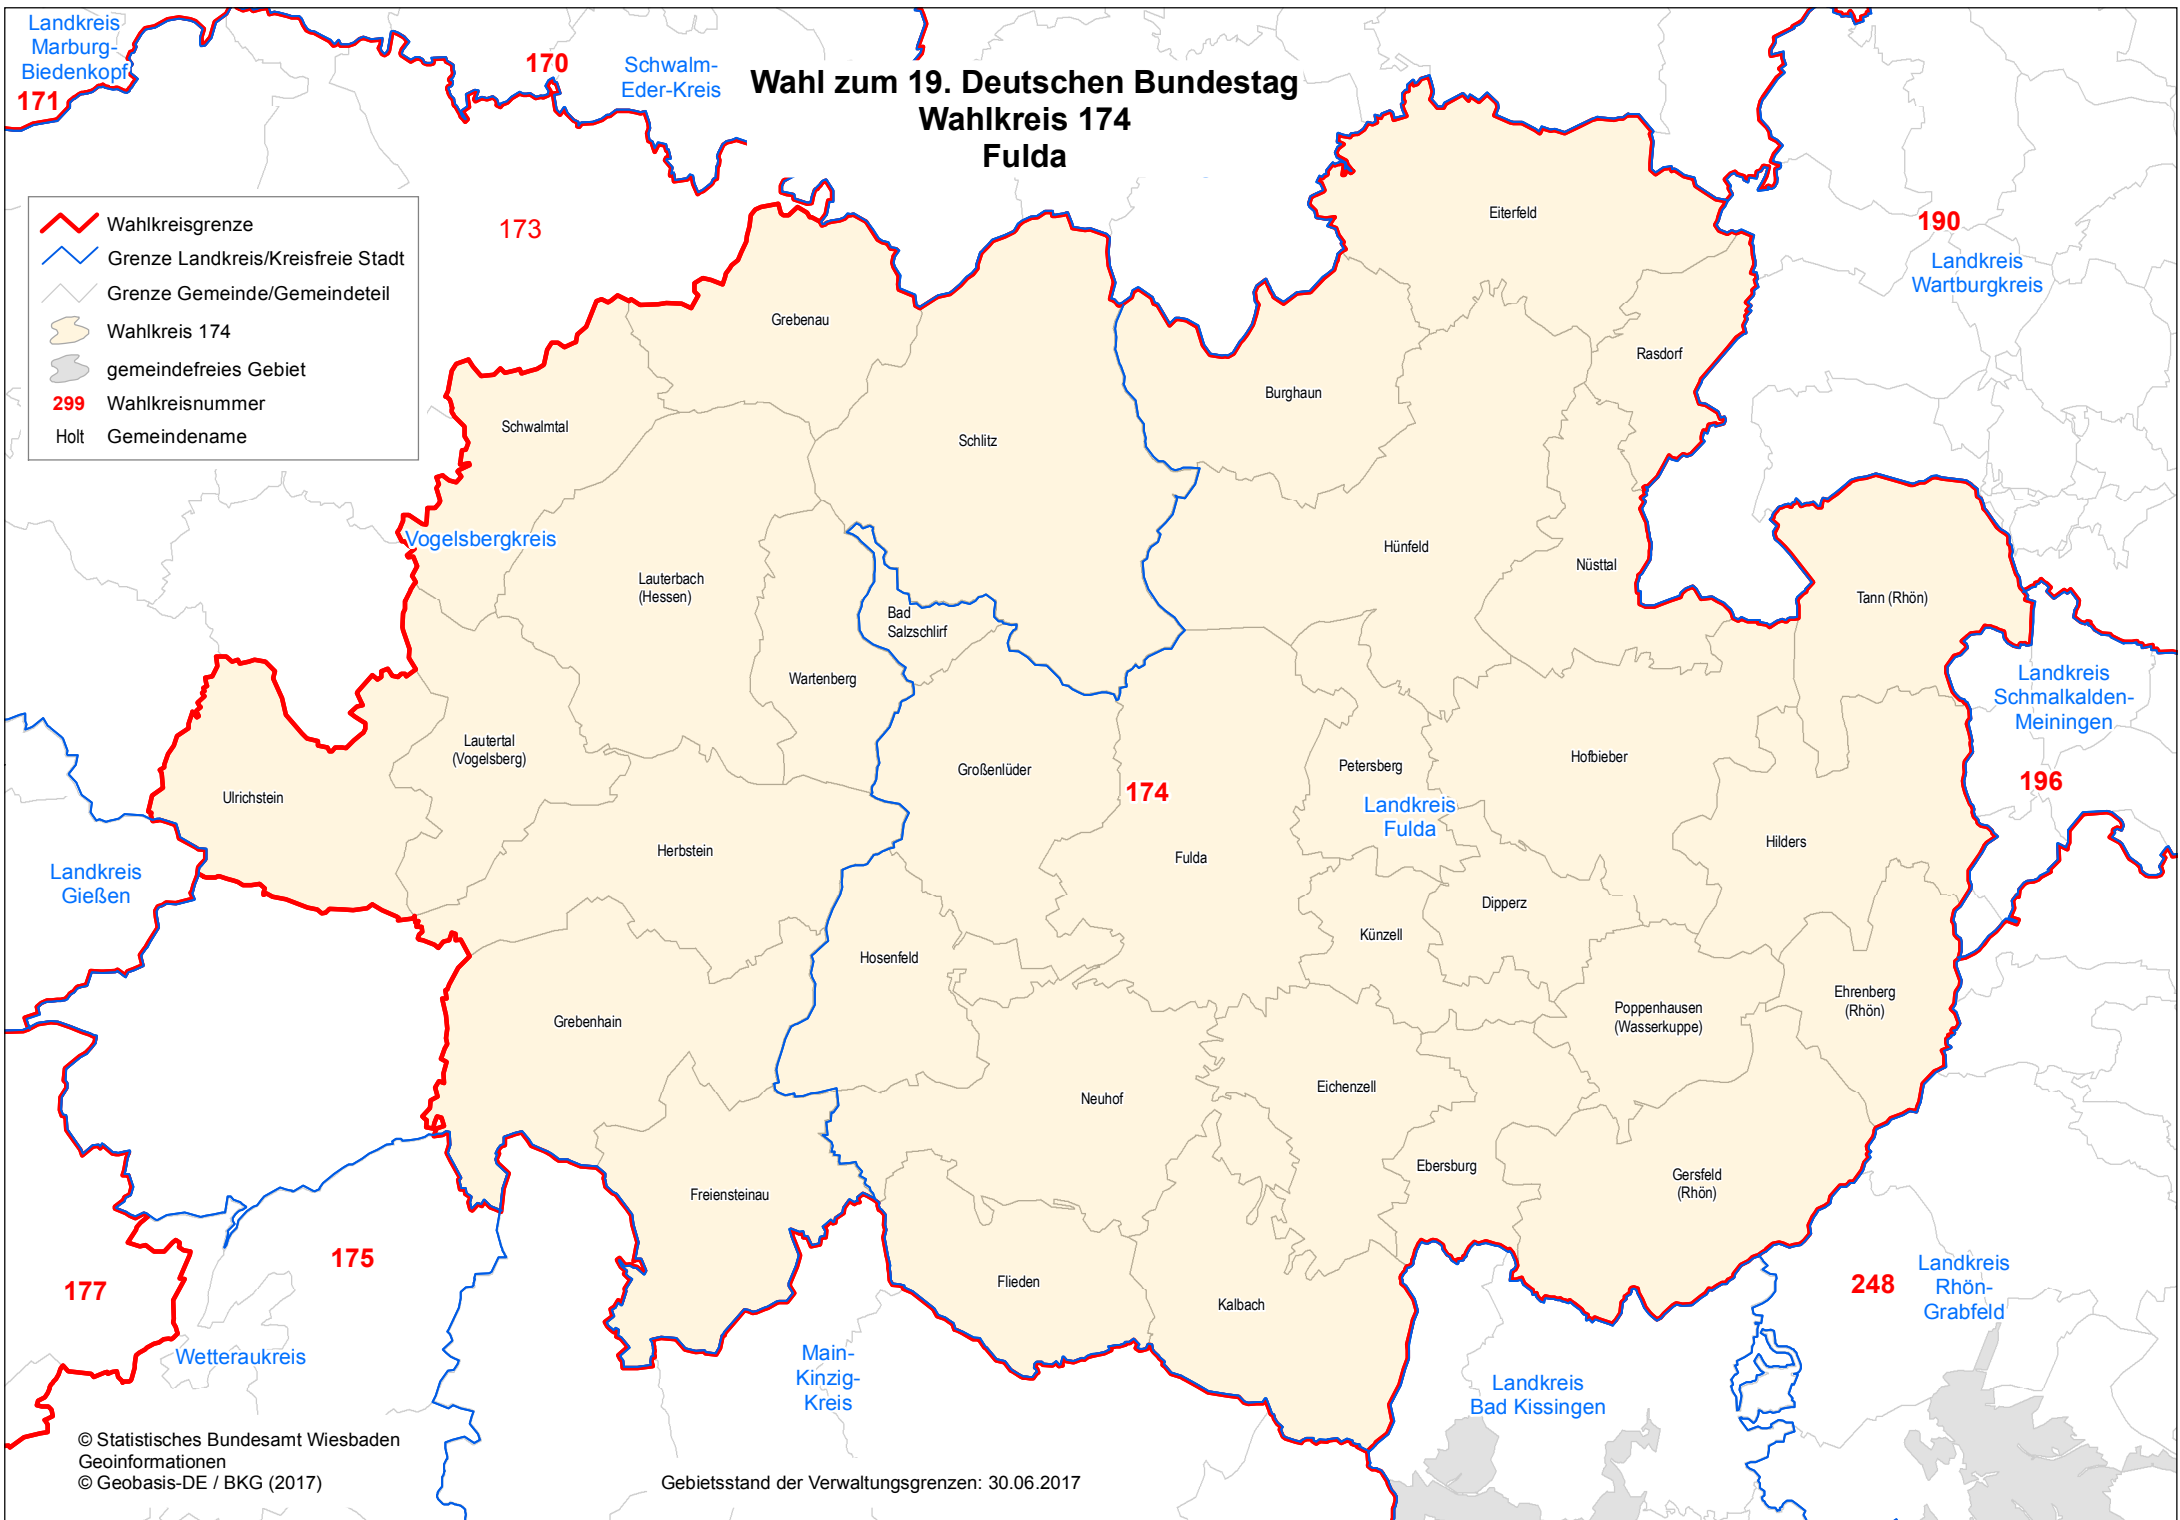 Wahl zum 19. Deutschen Bundestag
Wahlkreis 174
Fulda
Landkreis
Marburg-
Biedenkopf
171
170
Schwalm-
Eder-Kreis
173
190
Landkreis
Wartburgkreis
Wahlkreisgrenze
Grenze Landkreis/Kreisfreie Stadt
Grenze Gemeinde/Gemeindeteil
Wahlkreis 174
gemeindefreies Gebiet
299 Wahlkreisnummer
Holt Gemeindename
Eiterfeld
Grebenau
Rasdorf
Burghaun
Schwalmtal
Schlitz
Vogelsbergkreis
Hünfeld
Nüsttal
Lauterbach
(Hessen)
Tann (Rhön)
Bad
Salzschlirf
Wartenberg
Landkreis
Schmalkalden-
Meiningen
196
Lautertal
(Vogelsberg)
Großenlüder
174
Petersberg
Hofbieber
Landkreis
Fulda
Ulrichstein
Herbstein
Fulda
Hilders
Landkreis
Gießen
Dipperz
Künzell
Hosenfeld
Grebenhain
Poppenhausen
(Wasserkuppe)
Ehrenberg
(Rhön)
Neuhof
Eichenzell
Ebersburg
Gersfeld
(Rhön)
Freiensteinau
Flieden
Kalbach
175
177
Wetteraukreis
Main-
Kinzig-
Kreis
248
Landkreis
Rhön-
Grabfeld
Landkreis
Bad Kissingen
© Statistisches Bundesamt Wiesbaden
Geoinformationen
© Geobasis-DE / BKG (2017)
Gebietsstand der Verwaltungsgrenzen: 30.06.2017